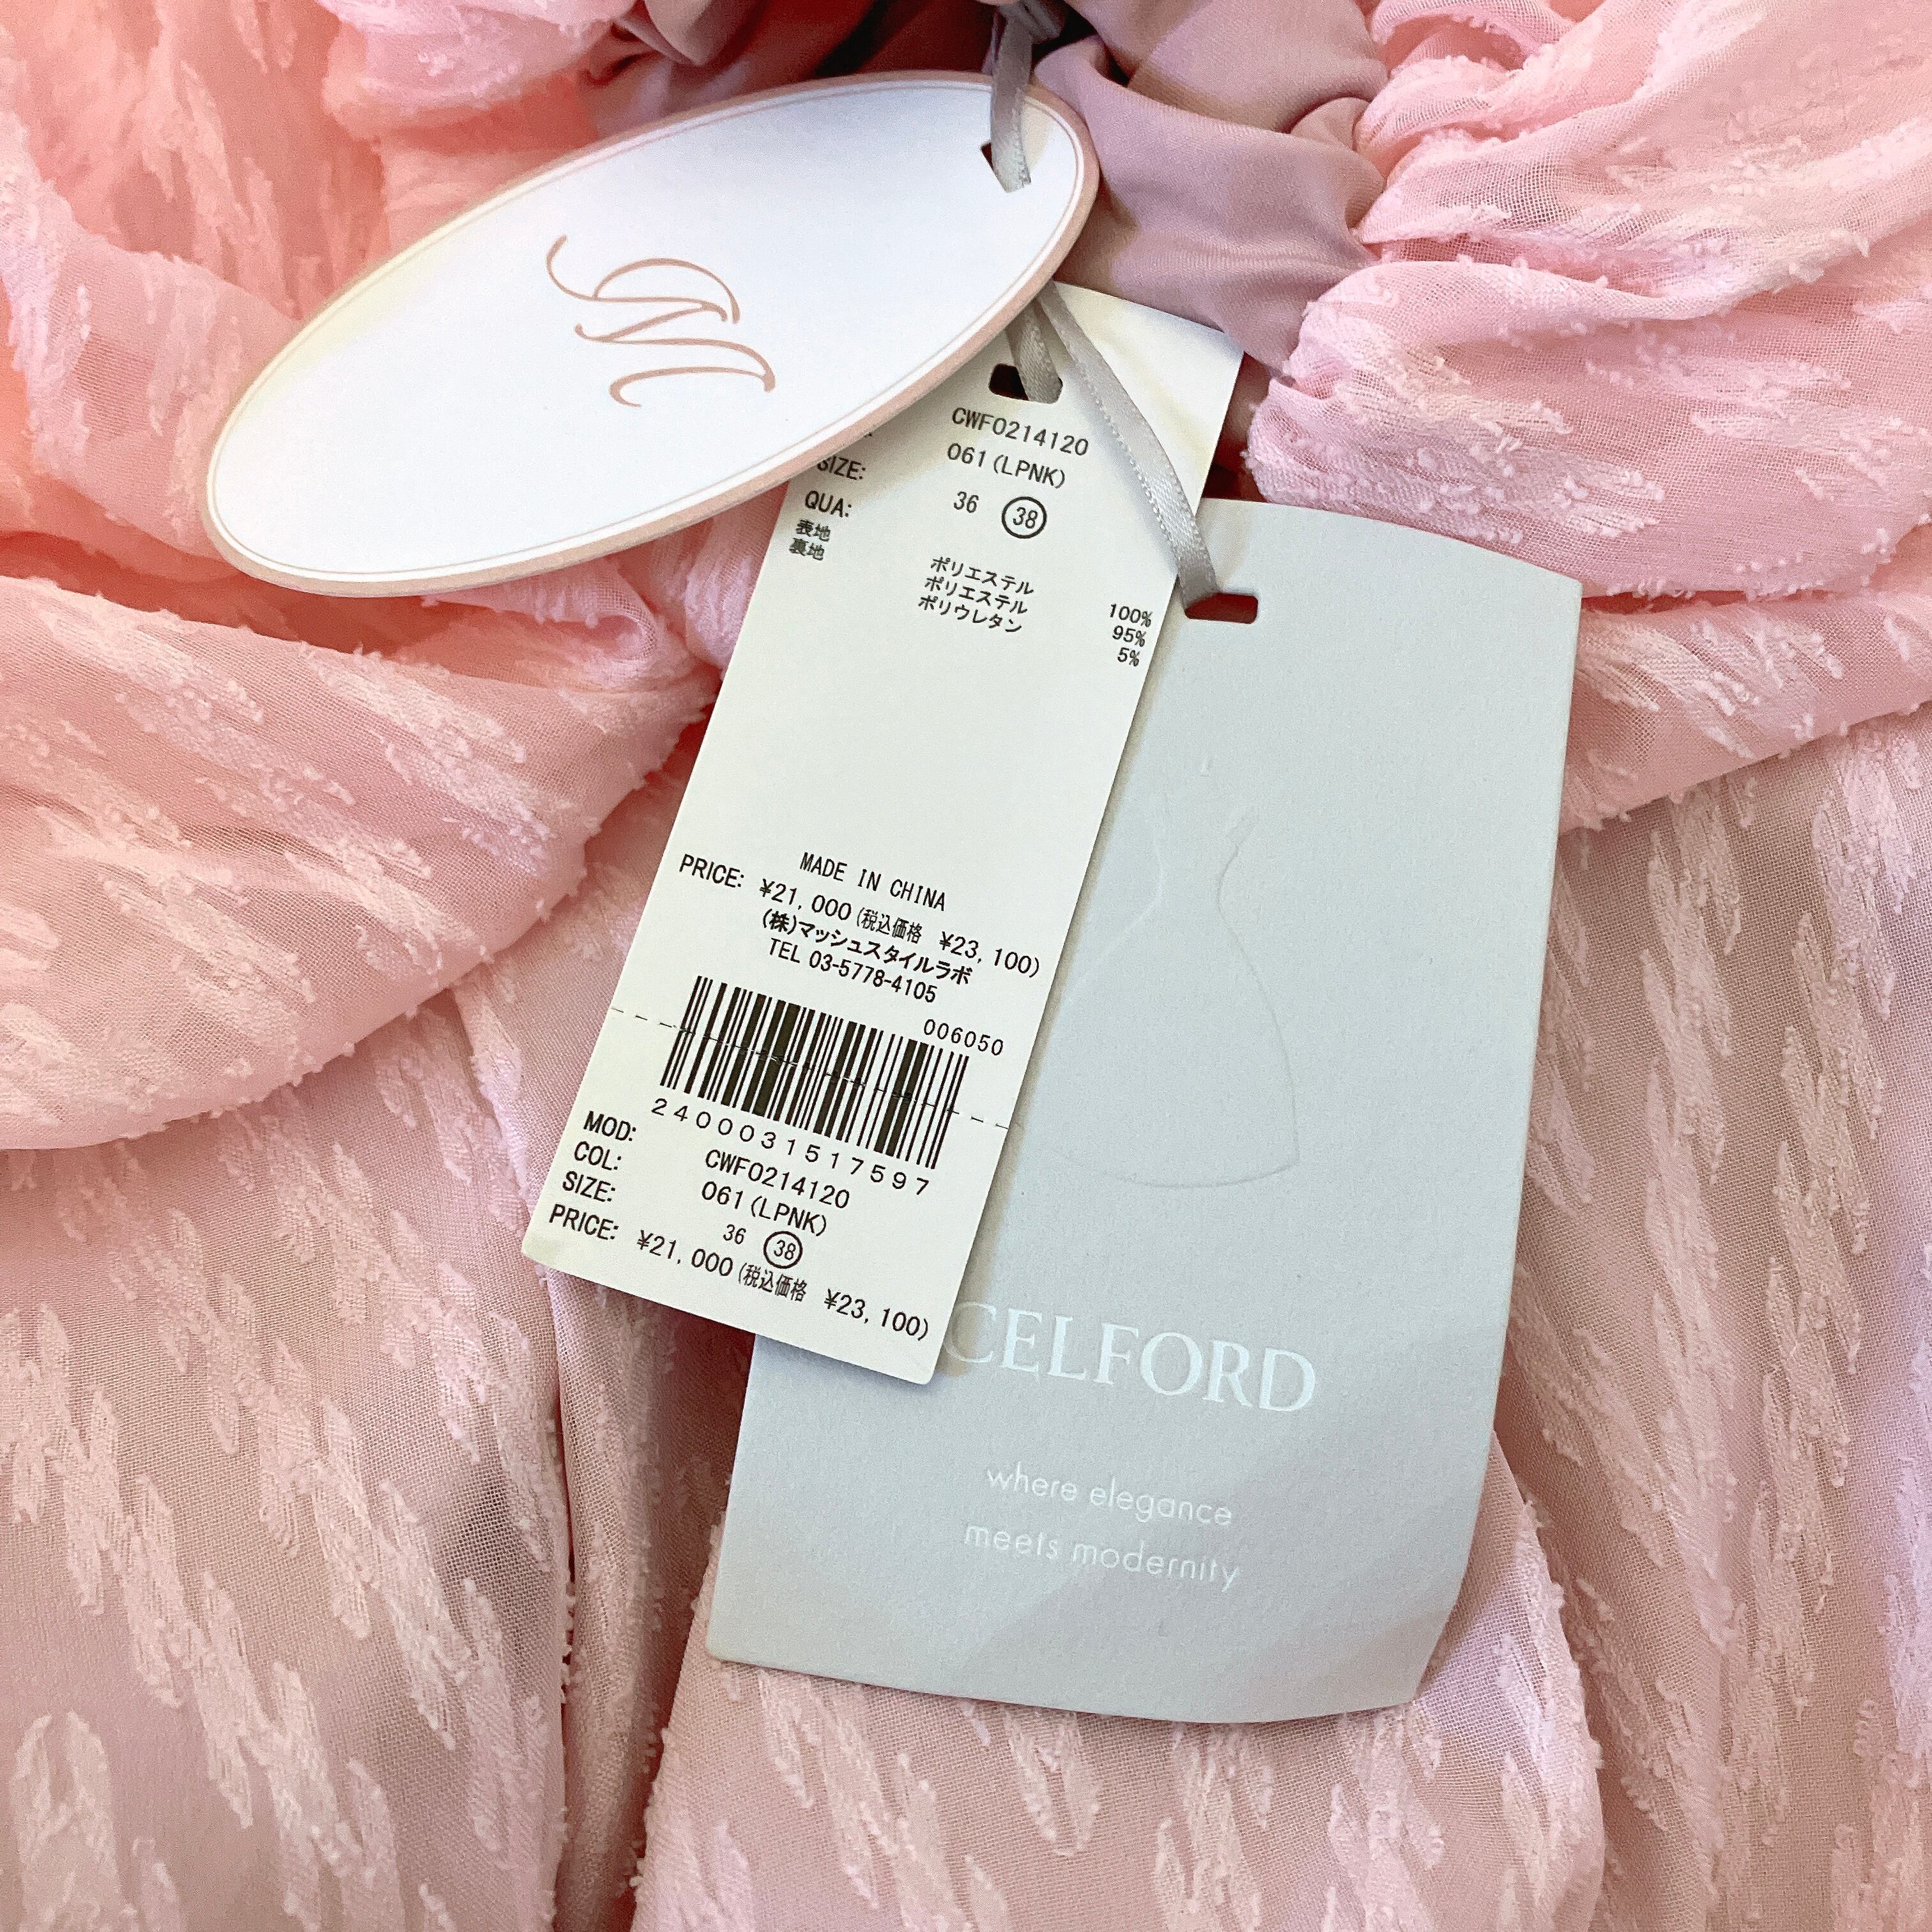 M
CWFO214120
061(LPNK)
SIZE: 36 38
QUA:
表地 ポリエステル 100%
裏地 ポリエステル 95%
ポリウレタン 5%
MADE IN CHINA
PRICE: ¥21,000(税込価格 ¥23,100)
(株)マッシュスタイルラボ
TEL 03-5778-4105
006050
2400031517597
MOD: CWFO214120
COL: 061(LPNK)
SIZE: 36 38
PRICE: ¥21,000(税込価格 ¥23,100)
CELFORD
where elegance
meets modernity